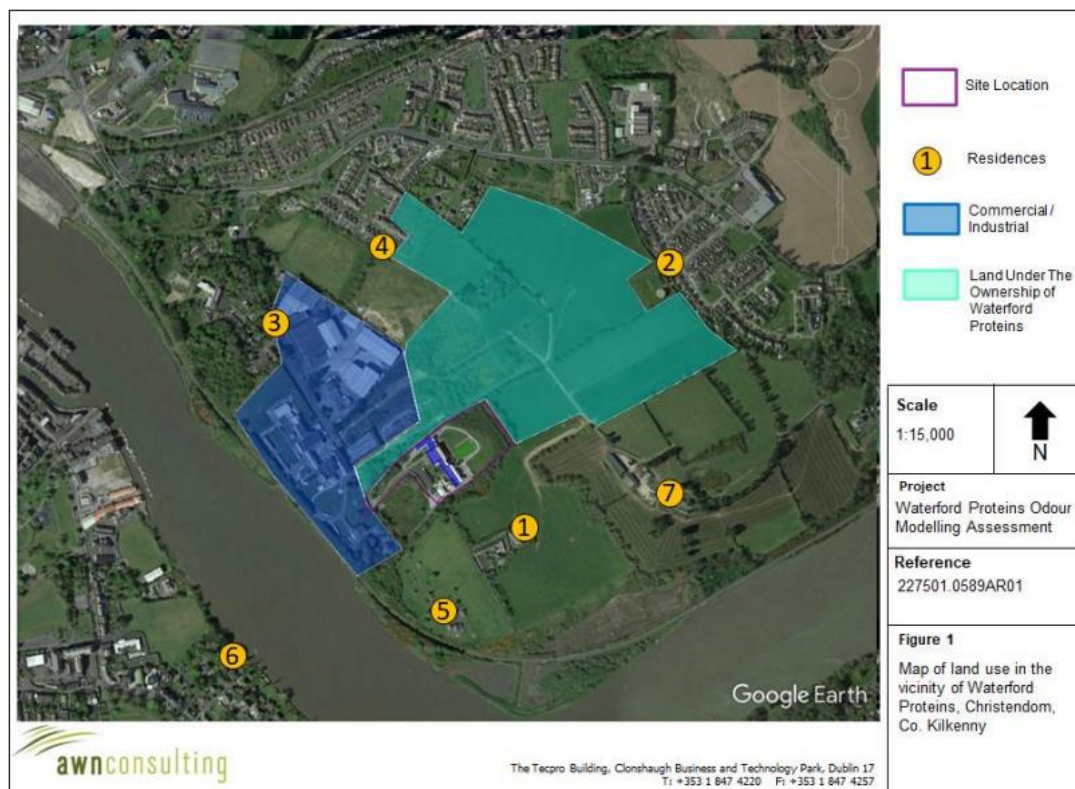 4
2
3
7
1
5
6
Google Earth
Site Location
1
Residences
Commercial /
Industrial
Land Under The
Ownership of
Waterford
Proteins
Scale
1:15,000
N
Project
Waterford Proteins Odour
Modelling Assessment
Reference
227501.0589AR01
Figure 1
Map of land use in the
vicinity of Waterford
Proteins, Christendom,
Co. Kilkenny
awnconsulting
The Tecpro Building, Clonshaugh Business and Technology Park, Dublin 17
T: +353 1 847 4220 F: +353 1 847 4257